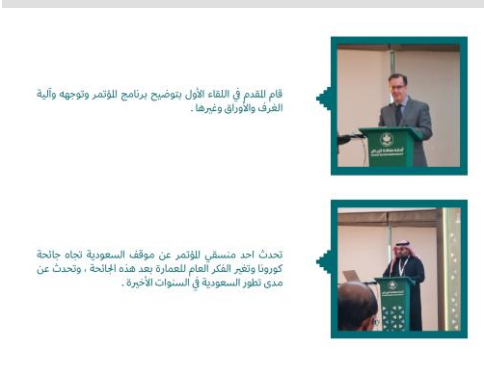 قام المقدم في اللقاء الأول بتوضيح برنامج المؤتمر وتوجهه وآلية
الغرف والأوراق وغيرها .
تحدث احد منسقي المؤتمر عن موقف السعودية تجاه جائحة
كورونا وتغير الفكر العام للعمارة بعد هذه الجائحة ، وتحدث عن
مدى تطور السعودية في السنوات الأخيرة .